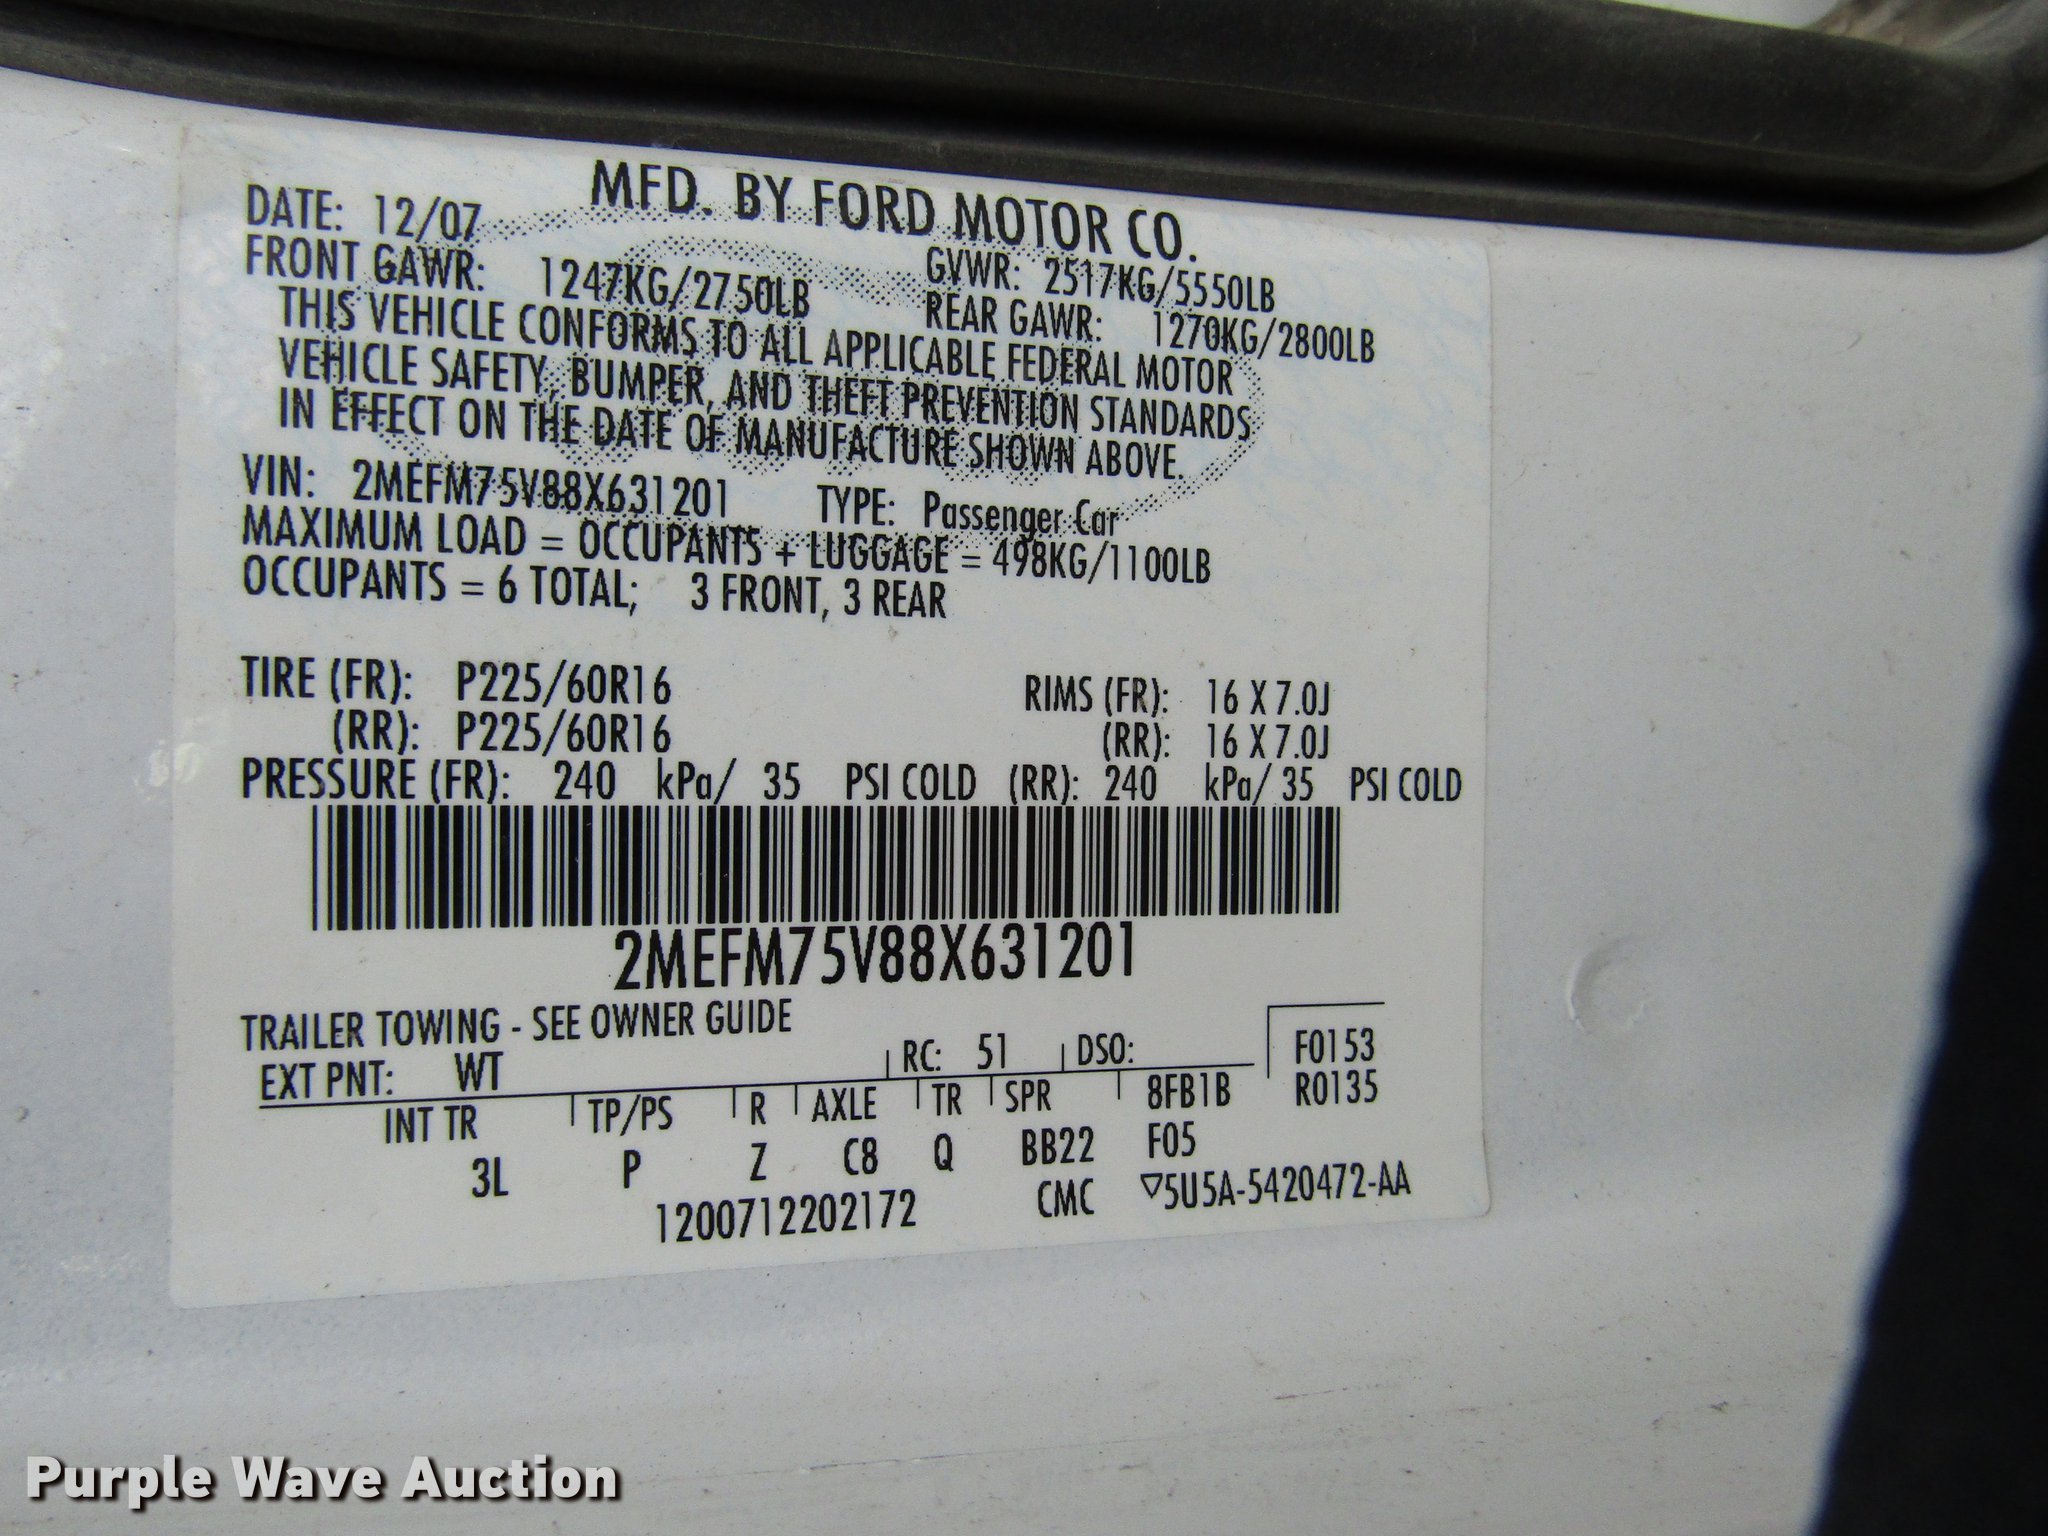 MFD. BY FORD MOTOR CO.
DATE: 12/07
GVWR: 2517KG/5550LB
FRONT GAWR: 1247KG/2750LB
REAR GAWR: 1270KG/2800LB
THIS VEHICLE CONFORMS TO ALL APPLICABLE FEDERAL MOTOR
VEHICLE SAFETY, BUMPER, AND THEFT PREVENTION STANDARDS
IN EFFECT ON THE DATE OF MANUFACTURE SHOWN ABOVE.
VIN: 2MEFM75V88X631201 TYPE: Passenger Car
MAXIMUM LOAD = OCCUPANTS + LUGGAGE = 498KG/1100LB
OCCUPANTS = 6 TOTAL; 3 FRONT, 3 REAR
TIRE (FR): P225/60R16 RIMS (FR): 16 X 7.0J
(RR): P225/60R16 (RR): 16 X 7.0J
PRESSURE (FR): 240 kPa/ 35 PSI COLD (RR): 240 kPa/ 35 PSI COLD
2MEFM75V88X631201
TRAILER TOWING - SEE OWNER GUIDE
EXT PNT: WT RC: 51 DSO: F0153
INT TR TP/PS R AXLE TR SPR 8FB1B R0135
3L P Z C8 Q BB22 F05
1200712202172 CMC ▽5U5A-5420472-AA
Purple Wave Auction